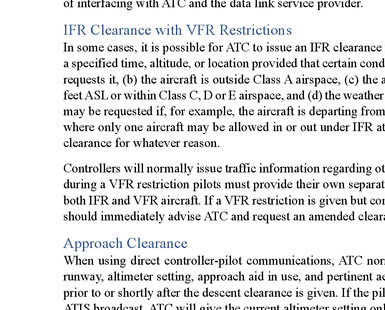 of interfacing with ATC and the data link service provider.
IFR Clearance with VFR Restrictions
In some cases, it is possible for ATC to issue an IFR clearance
a specified time, altitude, or location provided that certain cond
requests it, (b) the aircraft is outside Class A airspace, (c) the a
feet ASL or within Class C, D or E airspace, and (d) the weather
may be requested if, for example, the aircraft is departing from
where only one aircraft may be allowed in or out under IFR at
clearance for whatever reason.
Controllers will normally issue traffic information regarding ot
during a VFR restriction pilots must provide their own separat
both IFR and VFR aircraft. If a VFR restriction is given but cor
should immediately advise ATC and request an amended cleara
Approach Clearance
When using direct controller-pilot communications, ATC nor
runway, altimeter setting, approach aid in use, and pertinent ac
prior to or shortly after the descent clearance is given. If the pil
ATIS broadcast, ATC will give the current altimeter setting onl